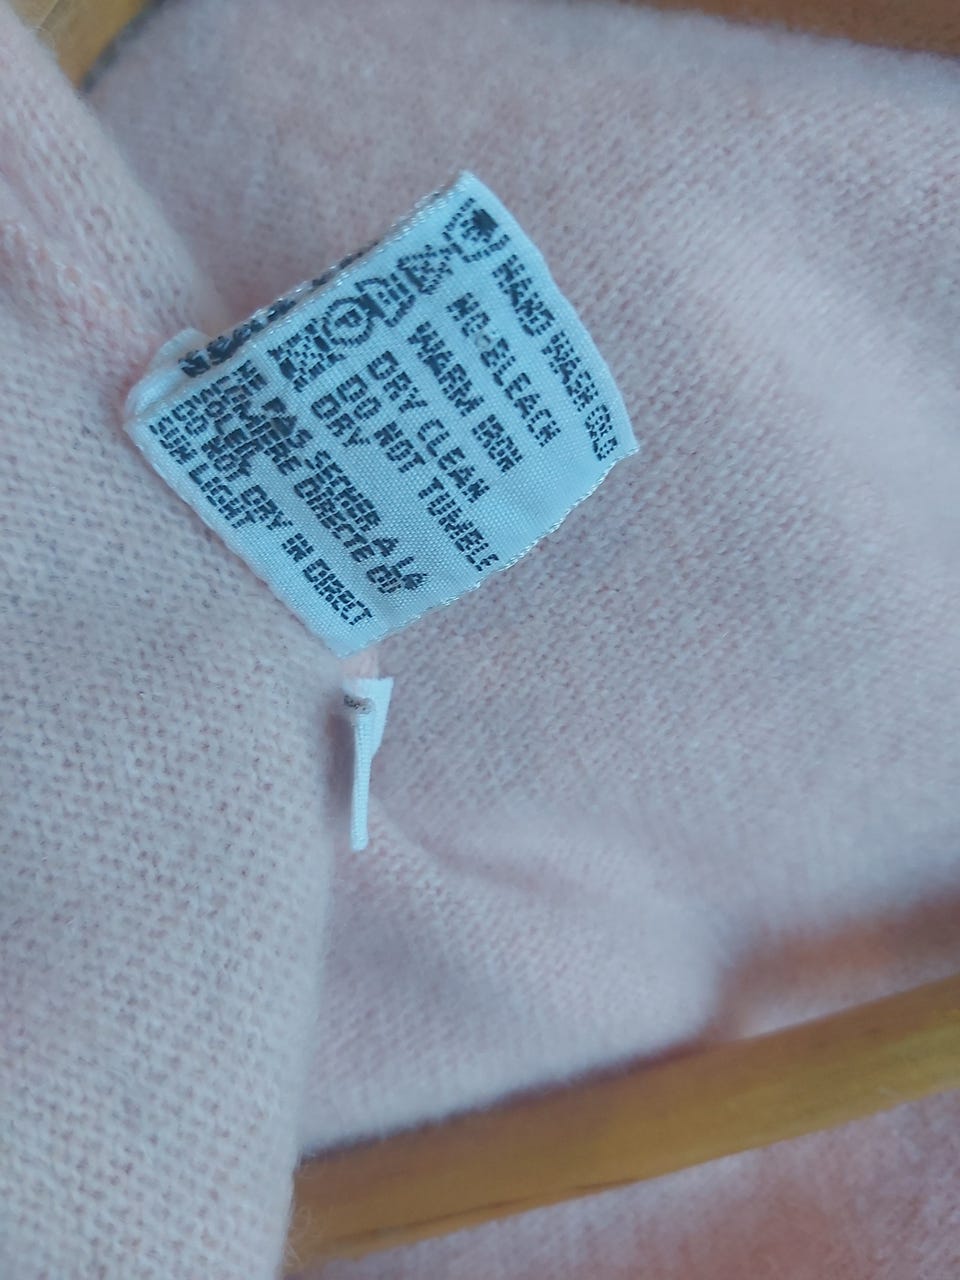 HAND WASH COLD
NO BLEACH
WARM IRON
DRY CLEAN
DO NOT TUMBLE
DRY
NE PAS SECHER A LA
LUMIERE DIRECTE DU
SOLEIL
DO NOT DRY IN DIRECT
SUN LIGHT